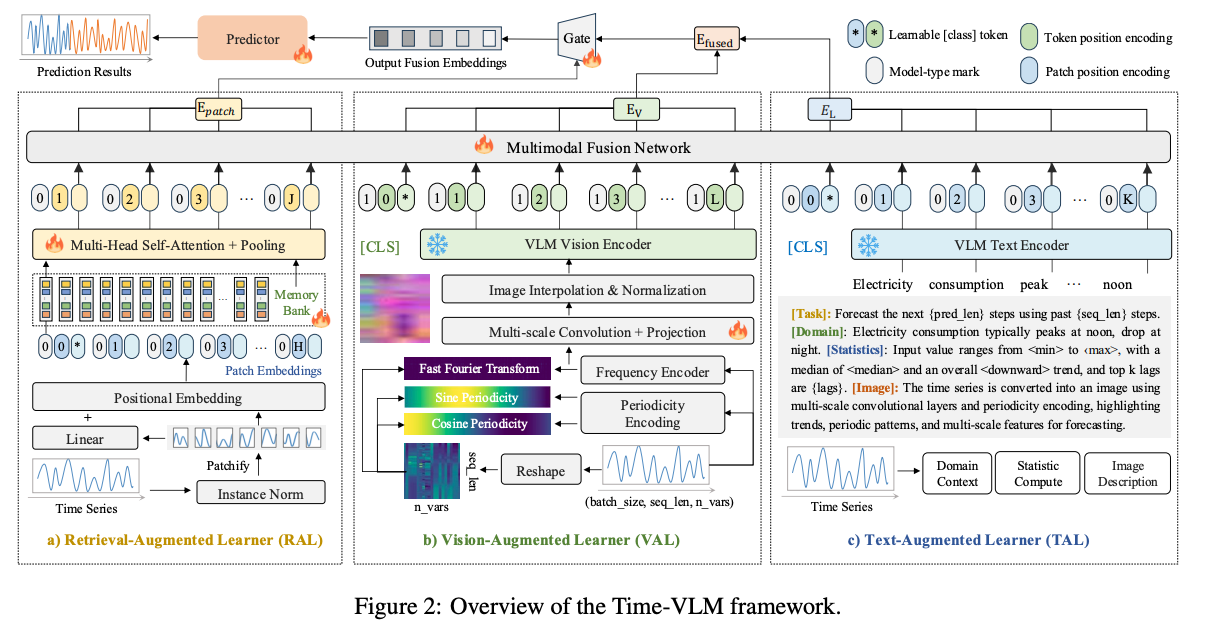 Prediction Results
Predictor
Output Fusion Embeddings
Gate
E_fused
* * Learnable [class] token
Token position encoding
Model-type mark
Patch position encoding
E_patch
E_V
E_L
Multimodal Fusion Network
0 1 0 2 0 3 ... 0 J
1 0 * 1 1 1 2 1 3 ... 1 L
0 0 * 0 1 0 2 0 3 ... 0 K
Multi-Head Self-Attention + Pooling
Memory
Bank
0 0 * 0 1 0 2 0 3 ... 0 H
Patch Embeddings
Positional Embedding
+
Linear
Patchify
Time Series
Instance Norm
a) Retrieval-Augmented Learner (RAL)
[CLS]
VLM Vision Encoder
Image Interpolation & Normalization
Multi-scale Convolution + Projection
Fast Fourier Transform
Frequency Encoder
Sine Periodicity
Cosine Periodicity
Periodicity
Encoding
seq_len
n_vars
Reshape
(batch_size, seq_len, n_vars)
b) Vision-Augmented Learner (VAL)
[CLS]
VLM Text Encoder
Electricity consumption peak ... noon
[Task]: Forecast the next {pred_len} steps using past {seq_len} steps.
[Domain]: Electricity consumption typically peaks at noon, drop at
night. [Statistics]: Input value ranges from <min> to <max>, with a
median of <median> and an overall <downward> trend, and top k lags
are {lags}. [Image]: The time series is converted into an image using
multi-scale convolutional layers and periodicity encoding, highlighting
trends, periodic patterns, and multi-scale features for forecasting.
Time Series
Domain
Context
Statistic
Compute
Image
Description
c) Text-Augmented Learner (TAL)
Figure 2: Overview of the Time-VLM framework.